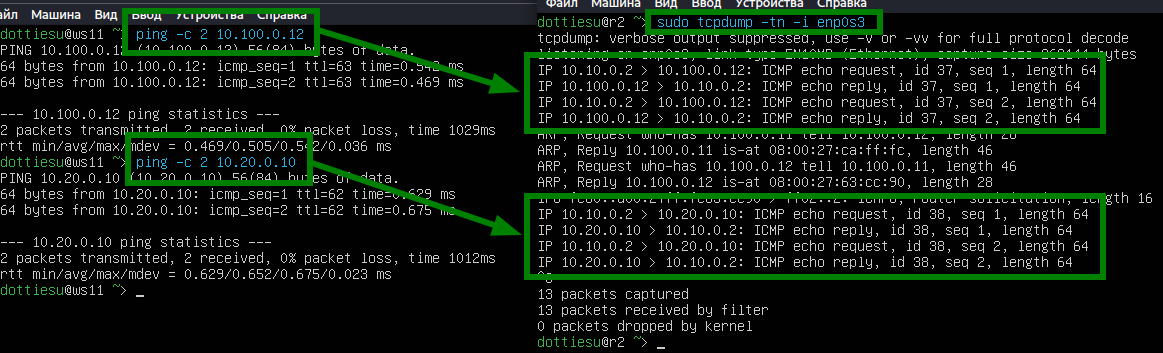 айл Машина Вид Ввод Устройства Справка
dottiesu@ws11 ~> ping -c 2 10.100.0.12
PING 10.100.0.12 (10.100.0.12) 56(84) bytes of data.
64 bytes from 10.100.0.12: icmp_seq=1 ttl=63 time=0.542 ms
64 bytes from 10.100.0.12: icmp_seq=2 ttl=63 time=0.469 ms
--- 10.100.0.12 ping statistics ---
2 packets transmitted, 2 received, 0% packet loss, time 1029ms
rtt min/avg/max/mdev = 0.469/0.505/0.542/0.036 ms
dottiesu@ws11 ~> ping -c 2 10.20.0.10
PING 10.20.0.10 (10.20.0.10) 56(84) bytes of data.
64 bytes from 10.20.0.10: icmp_seq=1 ttl=62 time=0.629 ms
64 bytes from 10.20.0.10: icmp_seq=2 ttl=62 time=0.675 ms
--- 10.20.0.10 ping statistics ---
2 packets transmitted, 2 received, 0% packet loss, time 1012ms
rtt min/avg/max/mdev = 0.629/0.652/0.675/0.023 ms
dottiesu@ws11 ~> _
Файл Машина Вид Ввод Устройства Справка
dottiesu@r2 ~> sudo tcpdump -tn -i enp0s3
tcpdump: verbose output suppressed, use -v or -vv for full protocol decode
listening on enp0s3, link-type EN10MB (Ethernet), capture size 262144 bytes
IP 10.10.0.2 > 10.100.0.12: ICMP echo request, id 37, seq 1, length 64
IP 10.100.0.12 > 10.10.0.2: ICMP echo reply, id 37, seq 1, length 64
IP 10.10.0.2 > 10.100.0.12: ICMP echo request, id 37, seq 2, length 64
IP 10.100.0.12 > 10.10.0.2: ICMP echo reply, id 37, seq 2, length 64
ARP, Request who-has 10.100.0.11 tell 10.100.0.12, length 28
ARP, Reply 10.100.0.11 is-at 08:00:27:ca:ff:fc, length 46
ARP, Request who-has 10.100.0.12 tell 10.100.0.11, length 46
ARP, Reply 10.100.0.12 is-at 08:00:27:63:cc:90, length 28
router solicitation, length 16
IP 10.10.0.2 > 10.20.0.10: ICMP echo request, id 38, seq 1, length 64
IP 10.20.0.10 > 10.10.0.2: ICMP echo reply, id 38, seq 1, length 64
IP 10.10.0.2 > 10.20.0.10: ICMP echo request, id 38, seq 2, length 64
IP 10.20.0.10 > 10.10.0.2: ICMP echo reply, id 38, seq 2, length 64
13 packets captured
13 packets received by filter
0 packets dropped by kernel
dottiesu@r2 ~> _